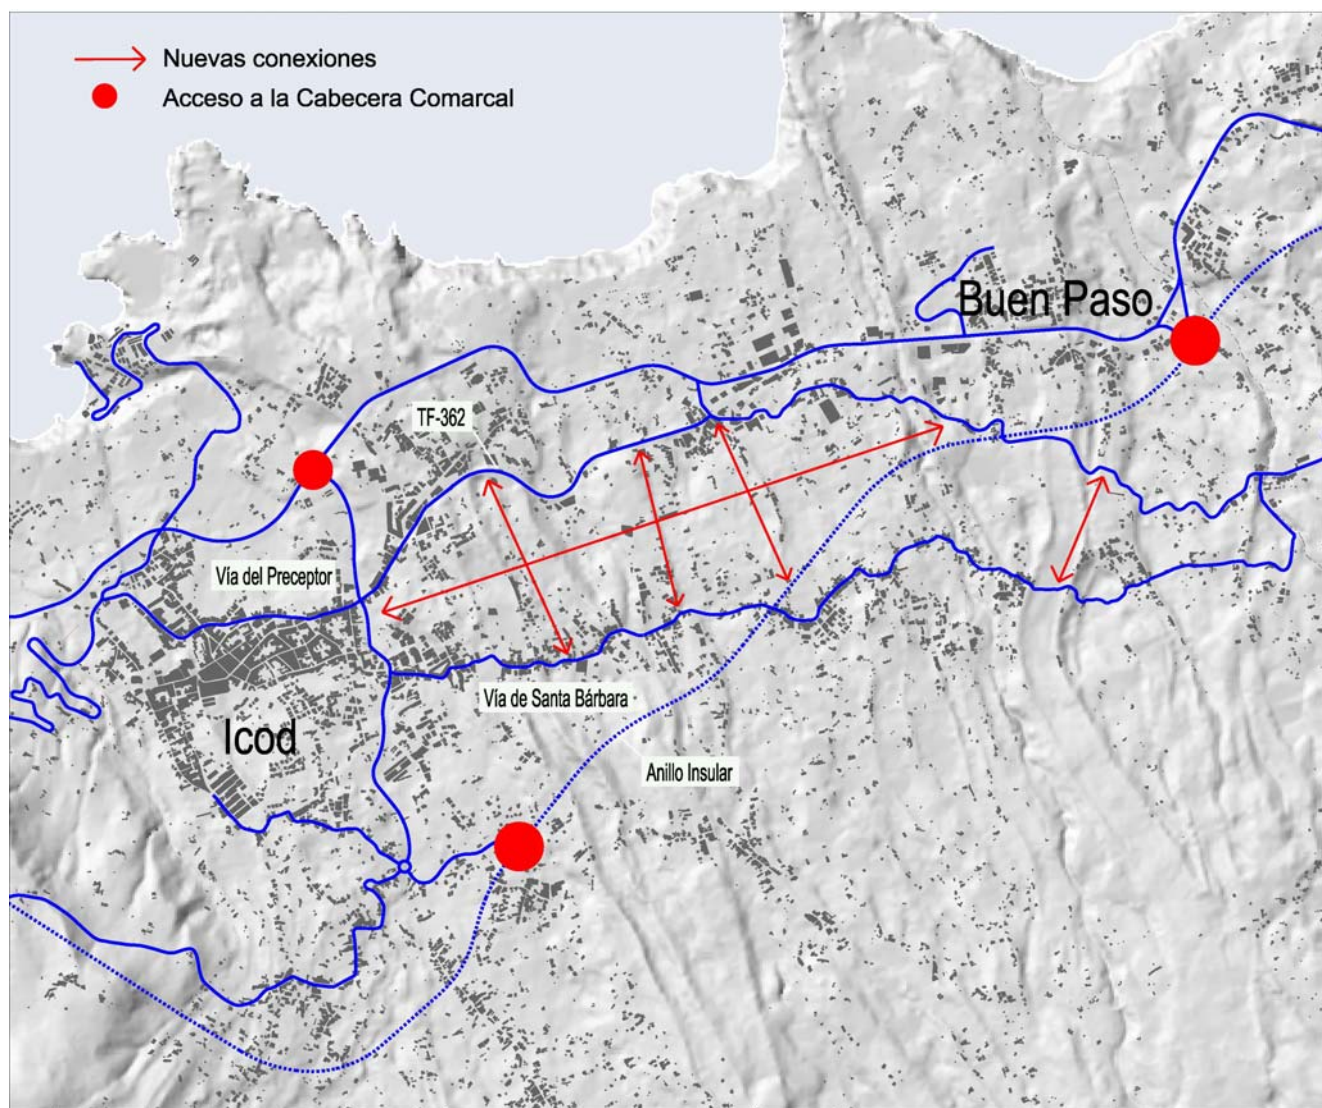 Nuevas conexiones
Acceso a la Cabecera Comarcal
Buen Paso
TF-362
Vía del Preceptor
Vía de Santa Bárbara
Icod
Anillo Insular